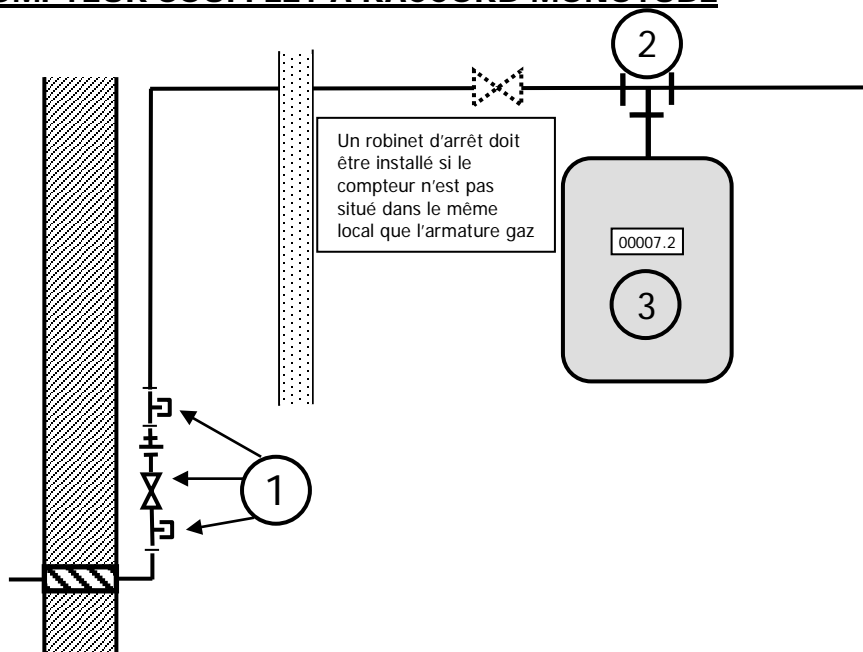 2
Un robinet d'arrêt doit
être installé si le
compteur n'est pas
situé dans le même
local que l'armature gaz
00007.2
3
1